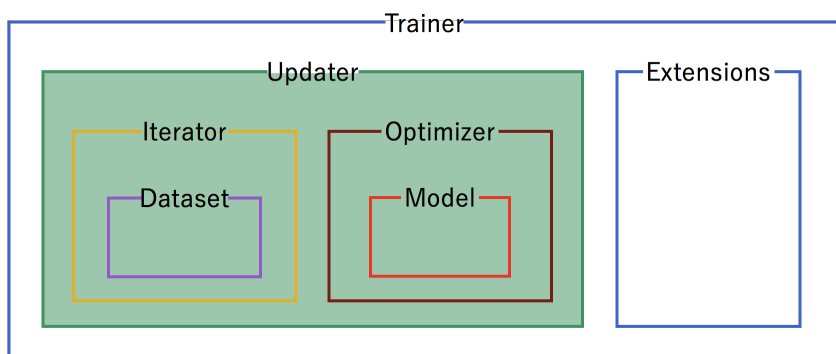 Trainer
Updater
Extensions
Iterator
Optimizer
Dataset
Model